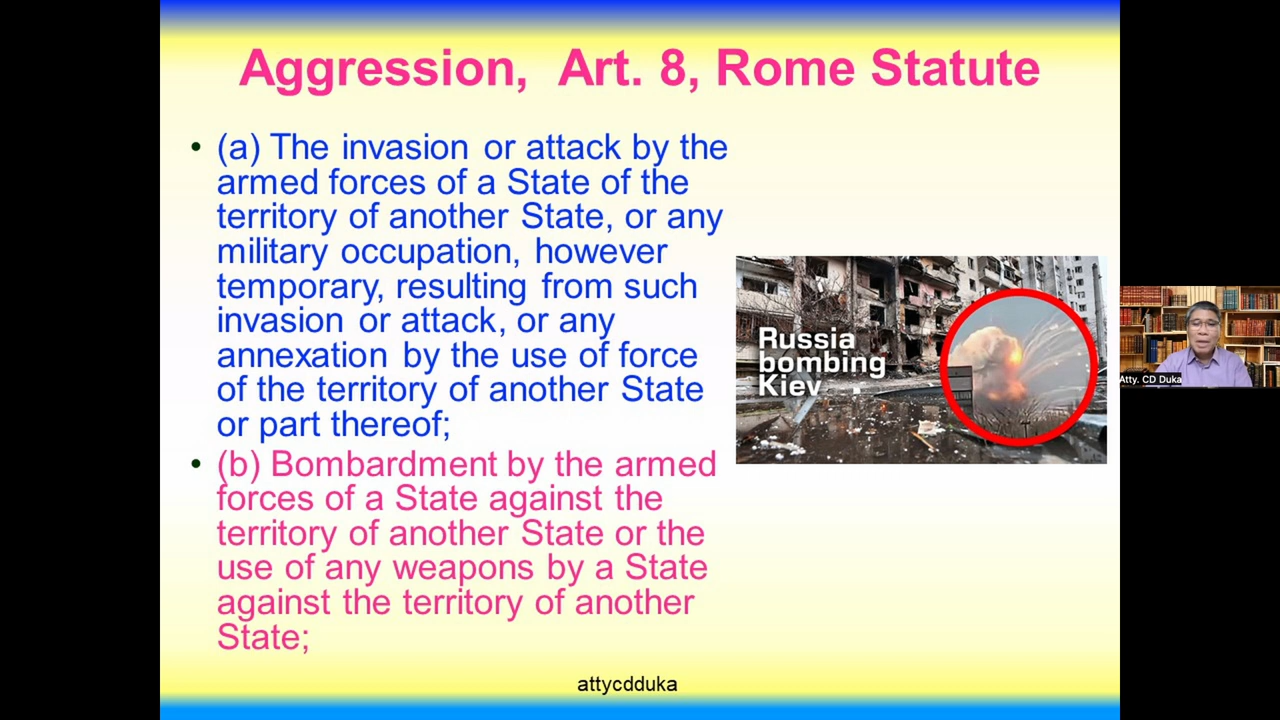 Aggression, Art. 8, Rome Statute
• (a) The invasion or attack by the
armed forces of a State of the
territory of another State, or any
military occupation, however
temporary, resulting from such
invasion or attack, or any
annexation by the use of force
of the territory of another State
or part thereof;
• (b) Bombardment by the armed
forces of a State against the
territory of another State or the
use of any weapons by a State
against the territory of another
State;
Russia
bombing
Kiev
Atty. CD Duka
attycdduka